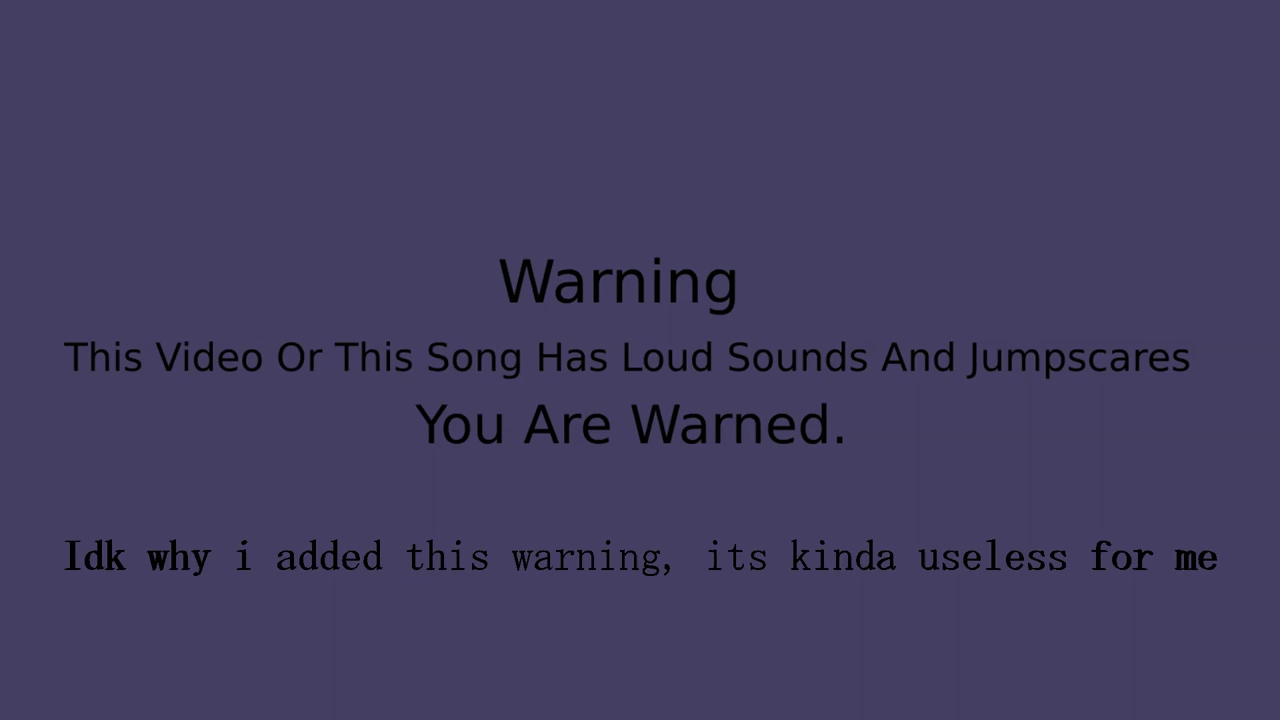 Warning
This Video Or This Song Has Loud Sounds And Jumpscares
You Are Warned.
Idk why i added this warning, its kinda useless for me